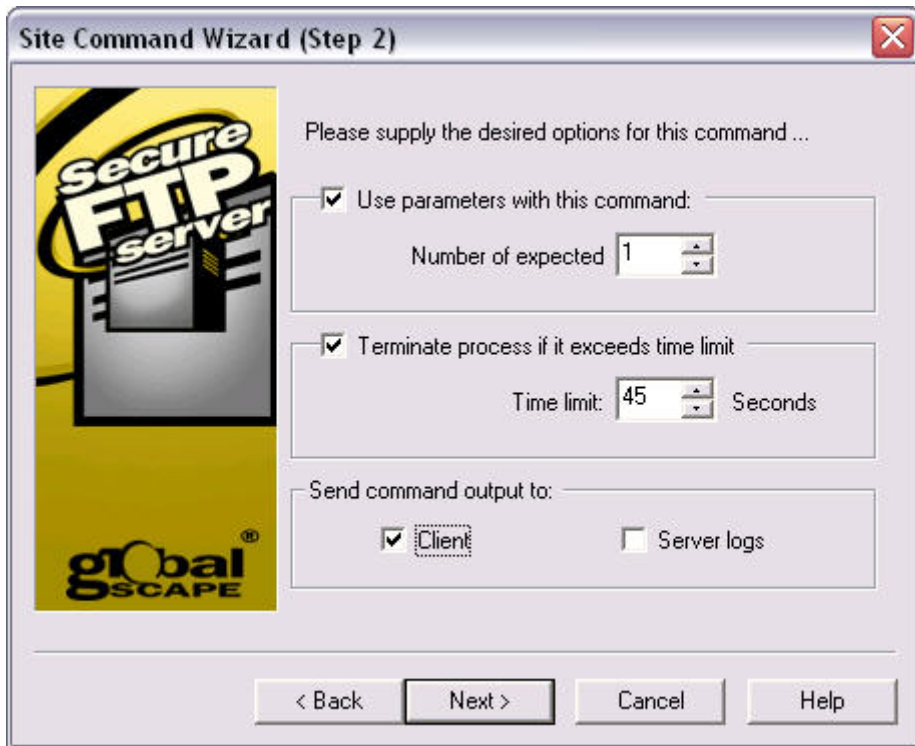 Site Command Wizard (Step 2)
Secure
FTP
server
Please supply the desired options for this command ...
Use parameters with this command:
Number of expected 1
Terminate process if it exceeds time limit
Time limit: 45 Seconds
Send command output to:
Client Server logs
global®
SCAPE
< Back Next > Cancel Help